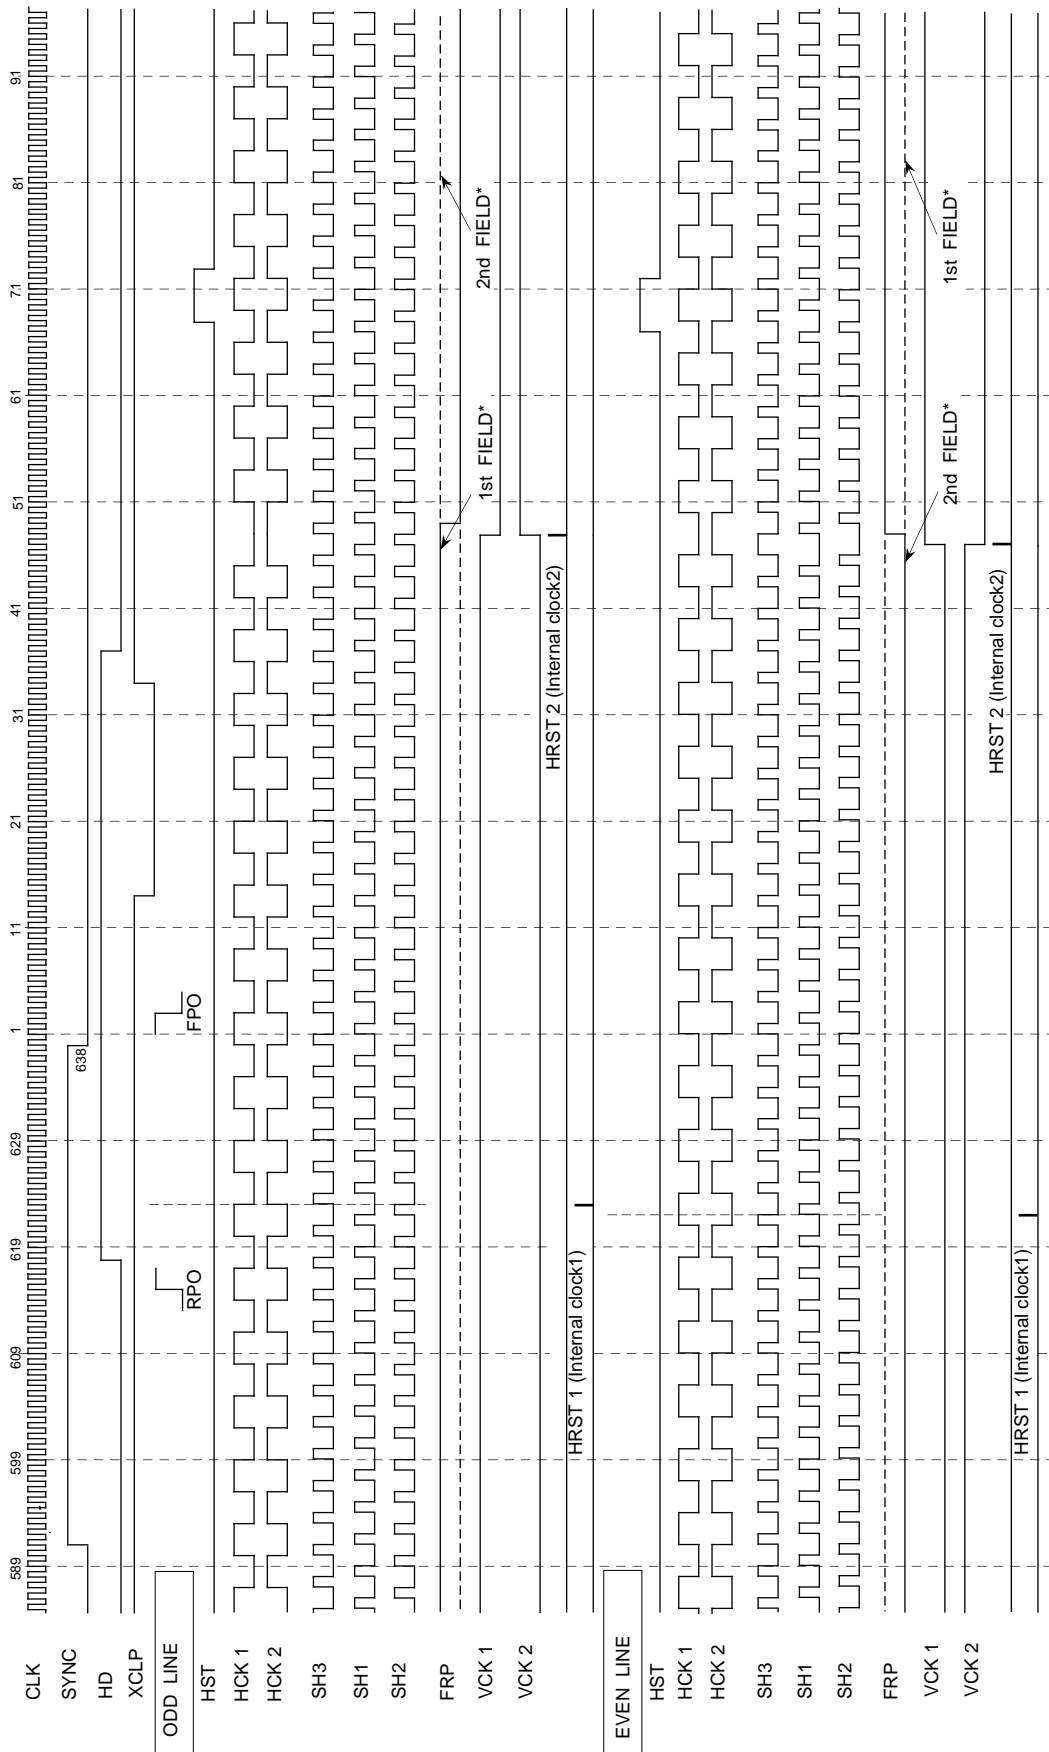 589
599
609
619
629
1
11
21
31
41
51
61
71
81
91
CLK
SYNC
638
HD
XCLP
RPO
FPO
ODD LINE
HST
HCK 1
HCK 2
SH3
SH1
SH2
FRP
1st FIELD*
2nd FIELD*
VCK 1
VCK 2
HRST 2 (Internal clock2)
HRST 1 (Internal clock1)
EVEN LINE
HST
HCK 1
HCK 2
SH3
SH1
SH2
FRP
2nd FIELD*
1st FIELD*
VCK 1
VCK 2
HRST 2 (Internal clock2)
HRST 1 (Internal clock1)